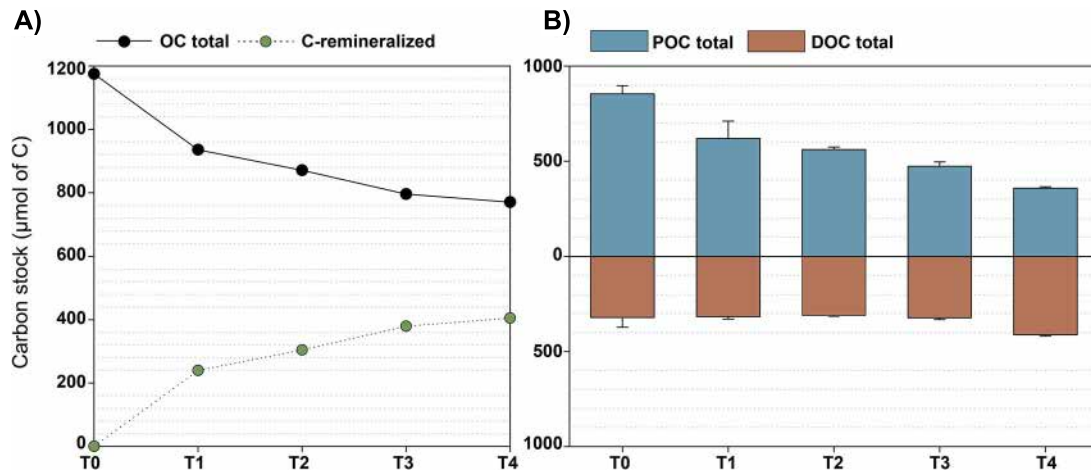 A)
OC total
C-remineralized
Carbon stock (µmol of C)
1200
1000
800
600
400
200
0
T0 T1 T2 T3 T4
B)
POC total
DOC total
1000
500
0
500
1000
T0 T1 T2 T3 T4